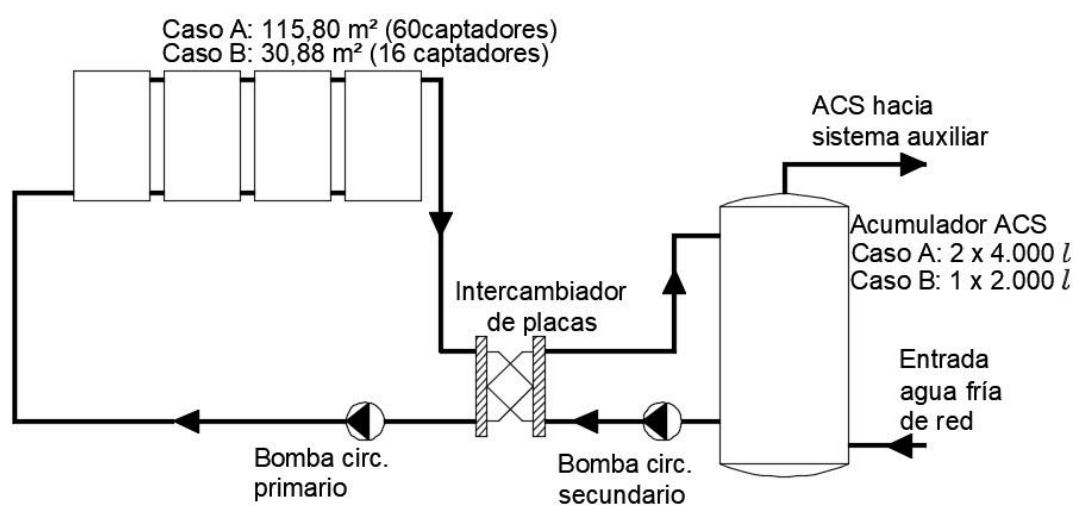 Caso A: 115,80 m² (60captadores)
Caso B: 30,88 m² (16 captadores)
ACS hacia
sistema auxiliar
Acumulador ACS
Caso A: 2 x 4.000 l
Caso B: 1 x 2.000 l
Intercambiador
de placas
Entrada
agua fría
de red
Bomba circ.
primario
Bomba circ.
secundario